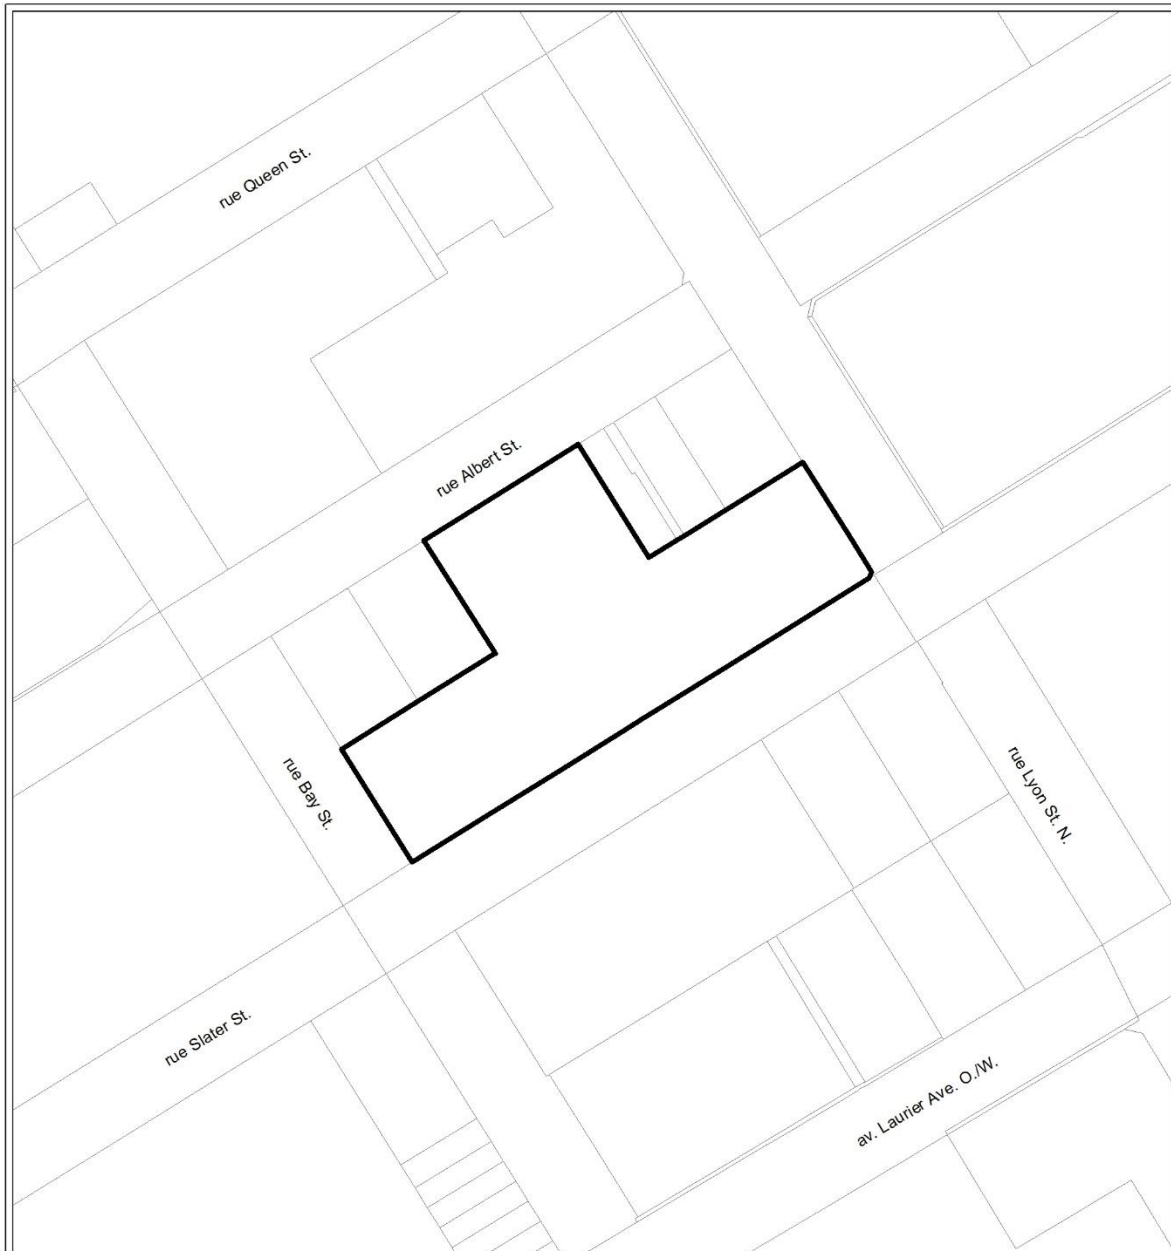 rue Queen St.
rue Albert St.
rue Bay St.
rue Lyon St. N.
rue Slater St.
av. Laurier Ave. O./W.